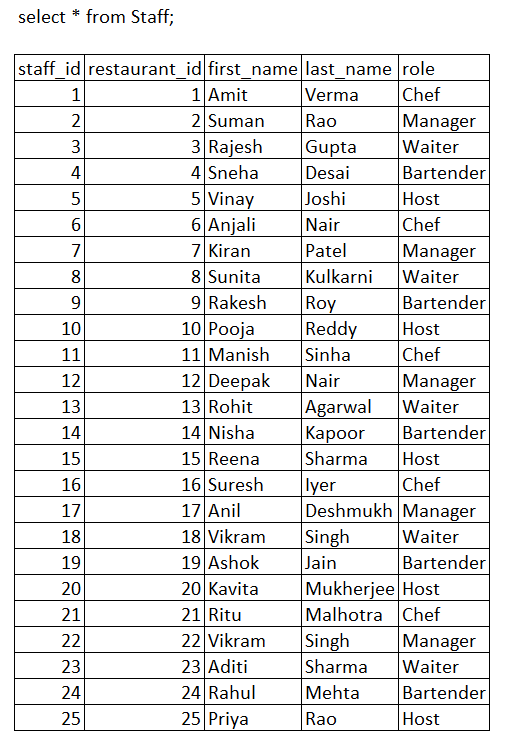 select * from Staff;
staff_id restaurant_id first_name last_name role
1 1 Amit Verma Chef
2 2 Suman Rao Manager
3 3 Rajesh Gupta Waiter
4 4 Sneha Desai Bartender
5 5 Vinay Joshi Host
6 6 Anjali Nair Chef
7 7 Kiran Patel Manager
8 8 Sunita Kulkarni Waiter
9 9 Rakesh Roy Bartender
10 10 Pooja Reddy Host
11 11 Manish Sinha Chef
12 12 Deepak Nair Manager
13 13 Rohit Agarwal Waiter
14 14 Nisha Kapoor Bartender
15 15 Reena Sharma Host
16 16 Suresh Iyer Chef
17 17 Anil Deshmukh Manager
18 18 Vikram Singh Waiter
19 19 Ashok Jain Bartender
20 20 Kavita Mukherjee Host
21 21 Ritu Malhotra Chef
22 22 Vikram Singh Manager
23 23 Aditi Sharma Waiter
24 24 Rahul Mehta Bartender
25 25 Priya Rao Host